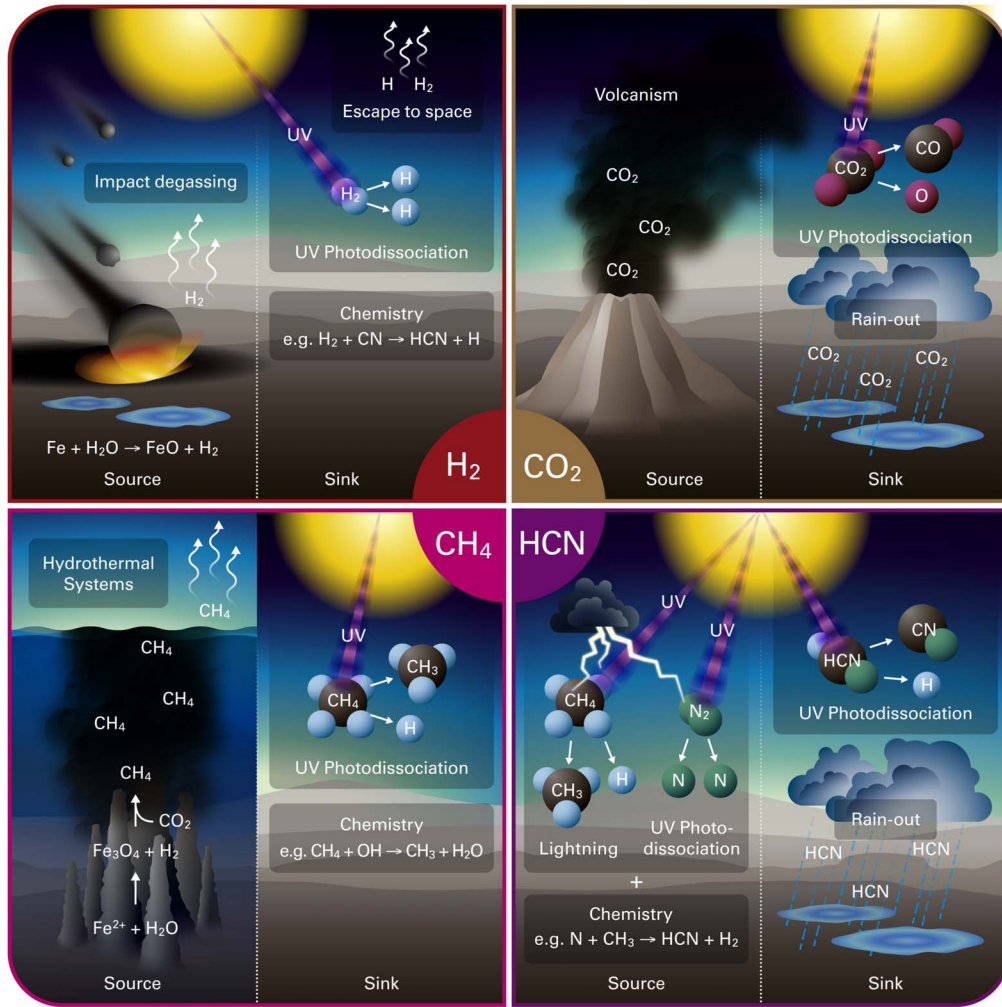 H H₂
Escape to space
UV
Impact degassing
H₂
H
H
UV Photodissociation
H₂
Chemistry
e.g. H₂ + CN → HCN + H
Fe + H₂O → FeO + H₂
Source
Sink
H₂
Volcanism
CO₂
CO₂
CO₂
UV
CO₂
CO
O
UV Photodissociation
Rain-out
CO₂
CO₂
CO₂
CO₂
Source
Sink
Hydrothermal
Systems
CH₄
CH₄
CH₄
CH₄
CH₄
CO₂
Fe₃O₄ + H₂
Fe²⁺ + H₂O
Source
CH₄
UV
CH₄
CH₃
H
UV Photodissociation
Chemistry
e.g. CH₄ + OH → CH₃ + H₂O
Sink
HCN
UV
UV
CH₄
N₂
CH₃
H
N
N
Lightning
UV Photo-
dissociation
+
Chemistry
e.g. N + CH₃ → HCN + H₂
Source
HCN
CN
H
UV Photodissociation
Rain-out
HCN
HCN
HCN
Sink